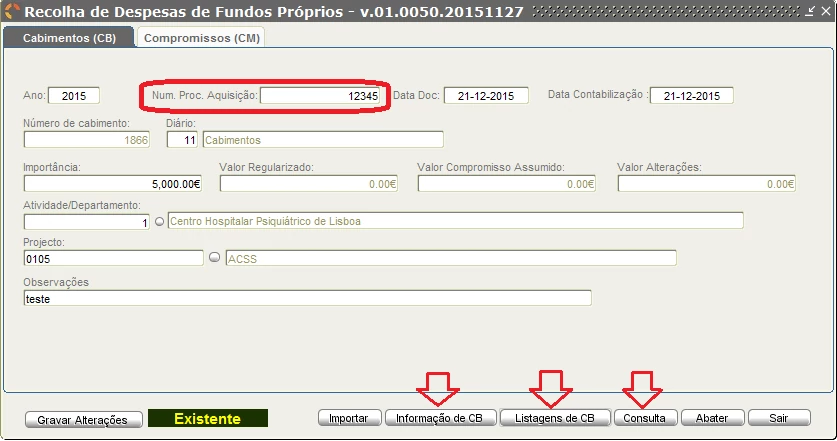 Recolha de Despesas de Fundos Próprios - v.01.0050.20151127
Cabimentos (CB) Compromissos (CM)
Ano: 2015 Num. Proc. Aquisição: 12345 Data Doc: 21-12-2015 Data Contabilização : 21-12-2015
Número de cabimento: Diário:
1866 11 Cabimentos
Importância: Valor Regularizado: Valor Compromisso Assumido: Valor Alterações:
5,000.00€ 0.00€ 0.00€ 0.00€
Atividade/Departamento:
1 Centro Hospitalar Psiquiátrico de Lisboa
Projecto:
0105 ACSS
Observações
teste
Gravar Alterações Existente Importar Informação de CB Listagens de CB Consulta Abater Sair